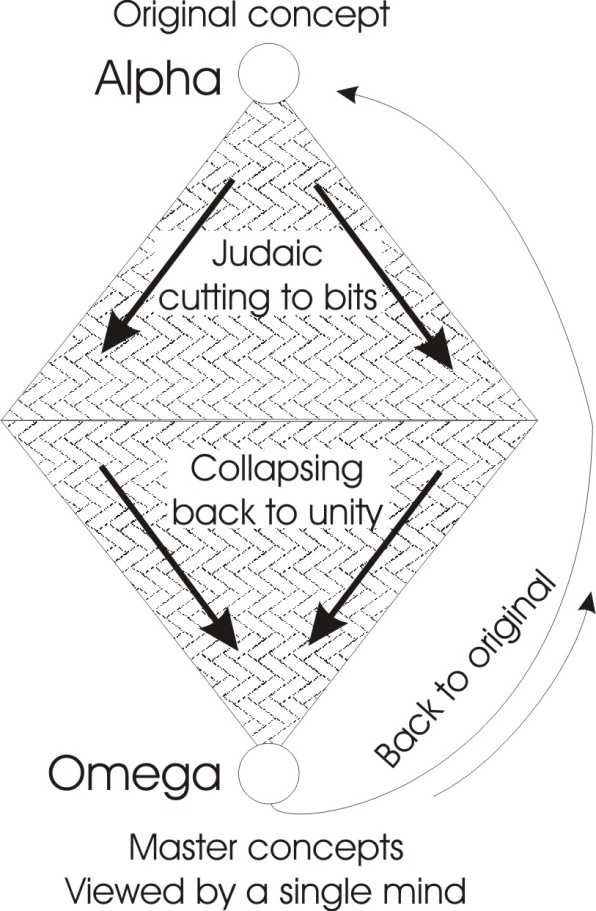 Original concept
Alpha
Judaic
cutting to bits
Collapsing
back to unity
Back to original
Omega
Master concepts
Viewed by a single mind